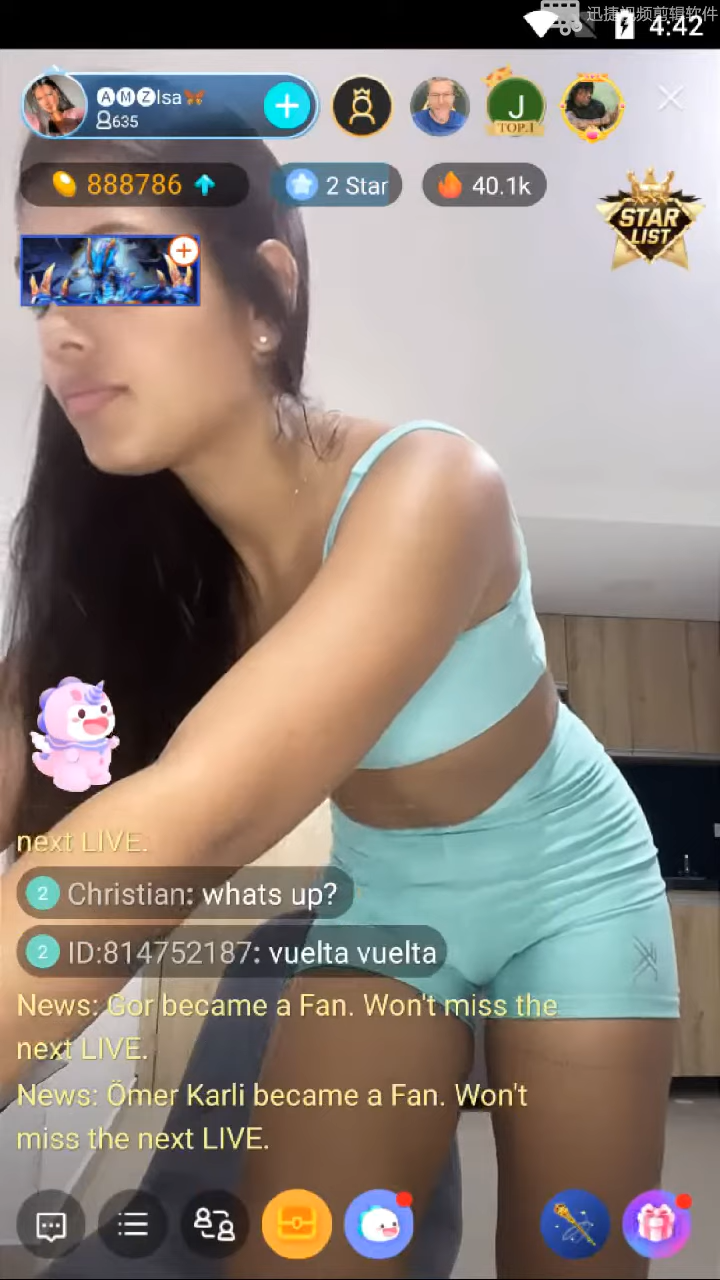 迅捷视频剪辑软件
4:42
🅐🅜🅩Isa🦋
635
J
TOP.1
888786
2 Star
40.1k
STAR
LIST
next LIVE.
2 Christian: whats up?
2 ID:814752187: vuelta vuelta
News: Gor became a Fan. Won't miss the
next LIVE.
News: Ömer Karli became a Fan. Won't
miss the next LIVE.